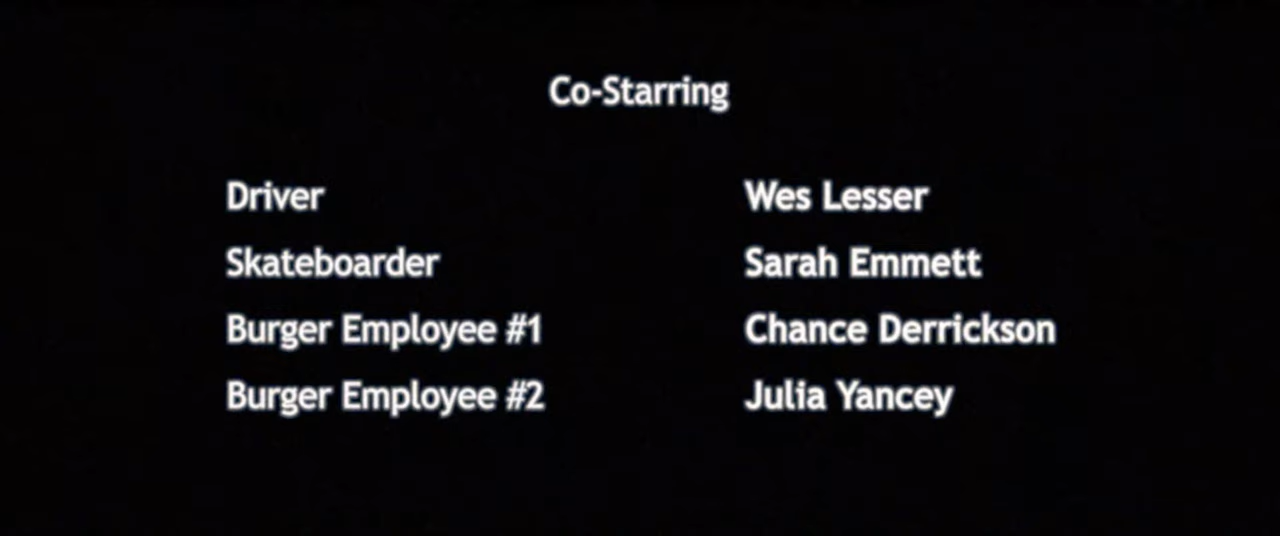 Co-Starring
Driver Wes Lesser
Skateboarder Sarah Emmett
Burger Employee #1 Chance Derrickson
Burger Employee #2 Julia Yancey